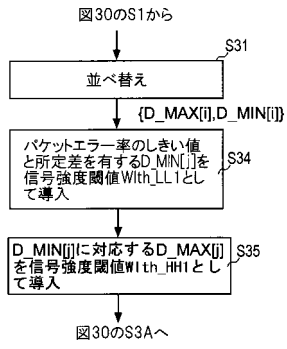 図30のS1から
S31
並べ替え
{D_MAX[i],D_MIN[i]}
S34
パケットエラー率のしきい値
と所定差を有するD_MIN[j]を
信号強度閾値WIth_LL1とし
て導入
S35
D_MIN[j]に対応するD_MAX[j]
を信号強度閾値WIth_HH1とし
て導入
図30のS3Aへ